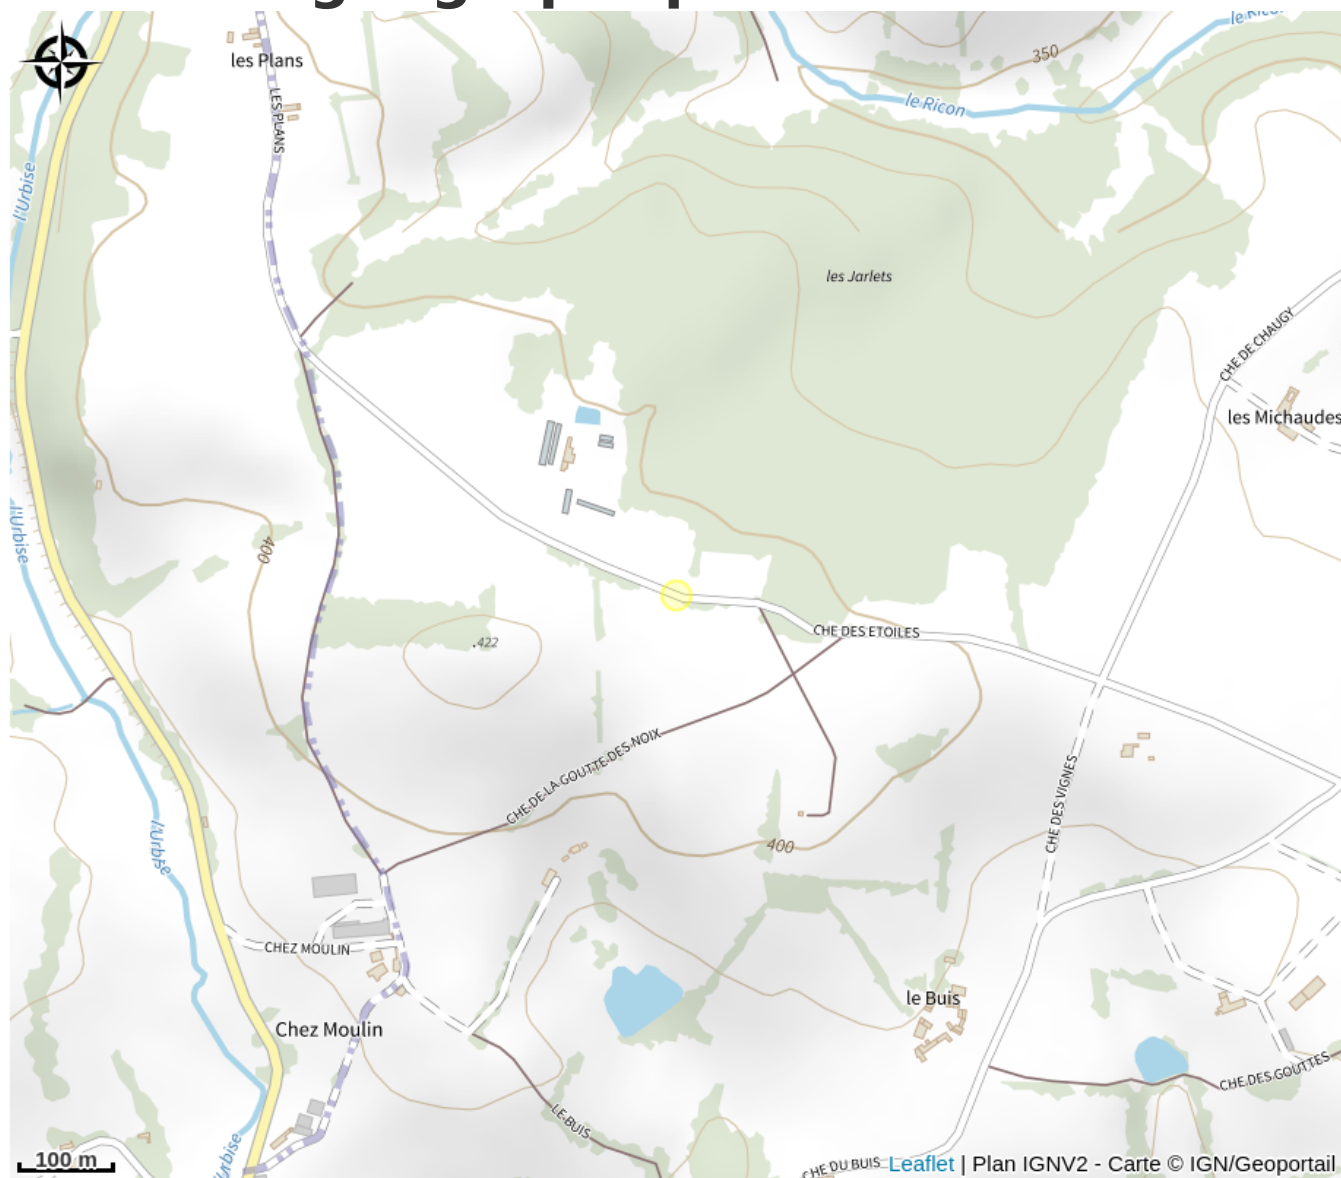 le Ricon
les Plans
350
le Ricon
LES PLANS
l'Urbise
les Jarlets
CHE DE CHAUGY
les Michaudes
l'Urbise
400
CHE DES ETOILES
.422
CHE DE LA GOUTTE DES NOIX
CHE DES VIGNES
l'Urbise
400
CHEZ MOULIN
le Buis
Chez Moulin
CHE DES GOUTTES
LE BUIS
l'Urbise
100 m
CHE DU BUIS
Leaflet | Plan IGNV2 - Carte © IGN/Geoportail